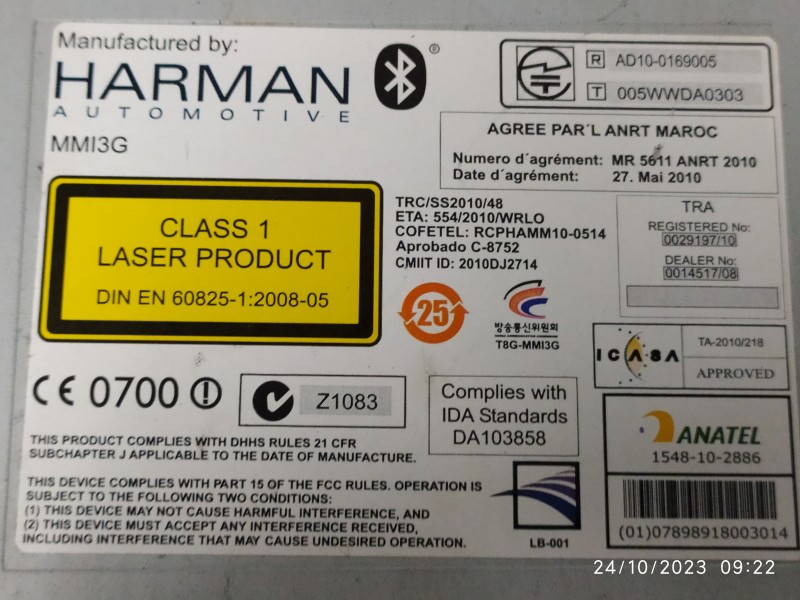 Manufactured by:
HARMAN
AUTOMOTIVE
MMI3G
®
R AD10-0169005
T 005WWDA0303
AGREE PAR´L ANRT MAROC
Numero d´agrément: MR 5611 ANRT 2010
Date d´agrément: 27. Mai 2010
CLASS 1
LASER PRODUCT
DIN EN 60825-1:2008-05
TRC/SS2010/48
ETA: 554/2010/WRLO
COFETEL: RCPHAMM10-0514
Aprobado C-8752
CMIIT ID: 2010DJ2714
TRA
REGISTERED No:
0029197/10
DEALER No:
0014517/08
25
방송통신위원회
T8G-MMI3G
ICASA
TA-2010/218
APPROVED
CE 0700
Z1083
Complies with
IDA Standards
DA103858
ANATEL
1548-10-2886
(01)07898918003014
THIS PRODUCT COMPLIES WITH DHHS RULES 21 CFR
SUBCHAPTER J APPLICABLE TO THE DATE OF MANUFACTURE.
THIS DEVICE COMPLIES WITH PART 15 OF THE FCC RULES. OPERATION IS
SUBJECT TO THE FOLLOWING TWO CONDITIONS:
(1) THIS DEVICE MAY NOT CAUSE HARMFUL INTERFERENCE, AND
(2) THIS DEVICE MUST ACCEPT ANY INTERFERENCE RECEIVED,
INCLUDING INTERFERENCE THAT MAY CAUSE UNDESIRED OPERATION.
LB-001
24/10/2023 09:22